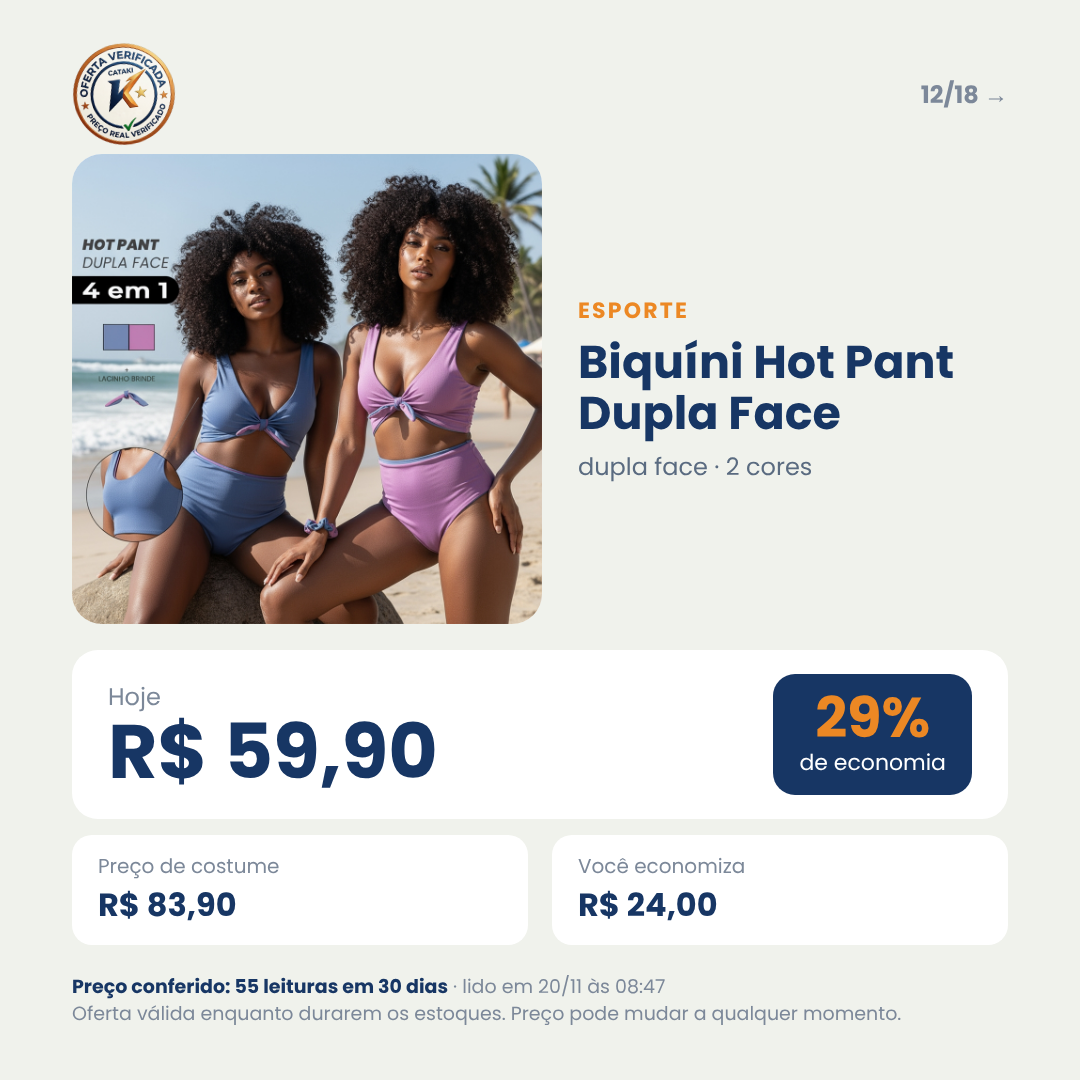 OFERTA VERIFICADA
CATAKI
K
PREÇO REAL VERIFICADO
12/18 →
HOT PANT
DUPLA FACE
4 em 1
+
LACINHO BRINDE
ESPORTE
Biquíni Hot Pant
Dupla Face
dupla face · 2 cores
Hoje
R$ 59,90
29%
de economia
Preço de costume
R$ 83,90
Você economiza
R$ 24,00
Preço conferido: 55 leituras em 30 dias · lido em 20/11 às 08:47
Oferta válida enquanto durarem os estoques. Preço pode mudar a qualquer momento.